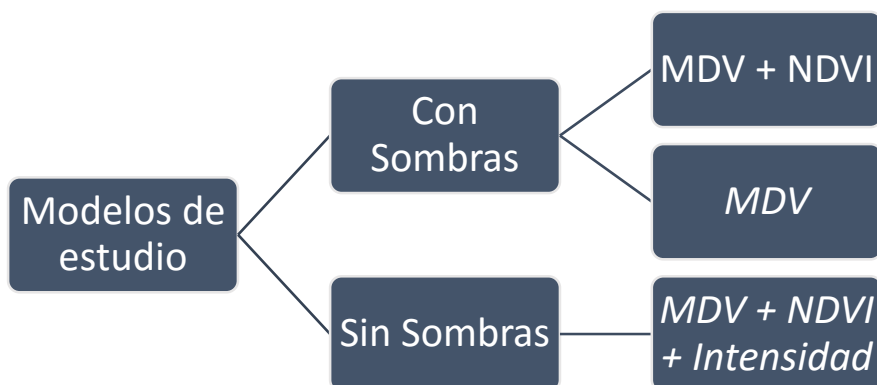 Modelos de
estudio
Con
Sombras
MDV + NDVI
MDV
Sin Sombras
MDV + NDVI
+ Intensidad